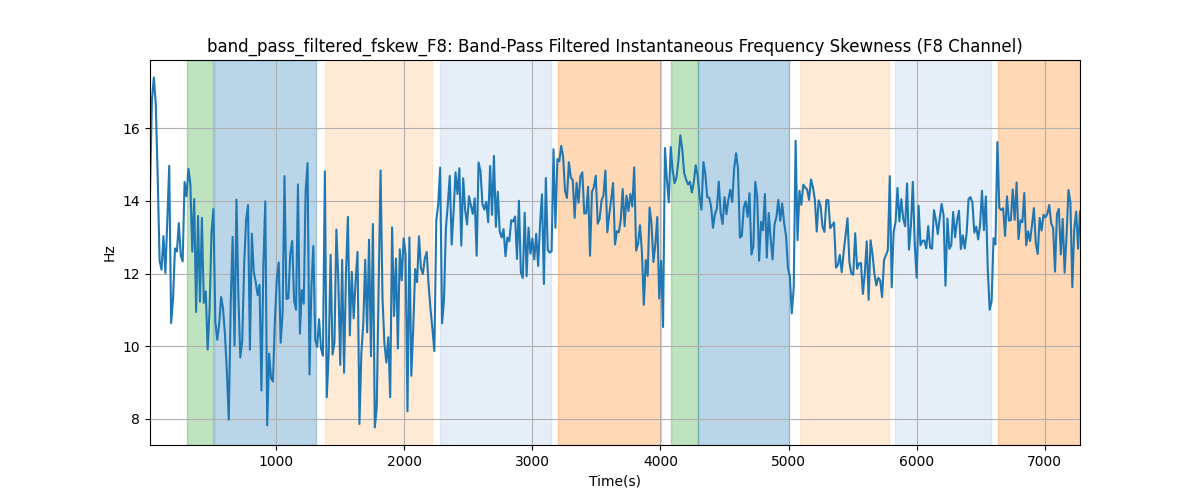 band_pass_filtered_fskew_F8: Band-Pass Filtered Instantaneous Frequency Skewness (F8 Channel)
Hz
16
14
12
10
8
1000 2000 3000 4000 5000 6000 7000
Time(s)